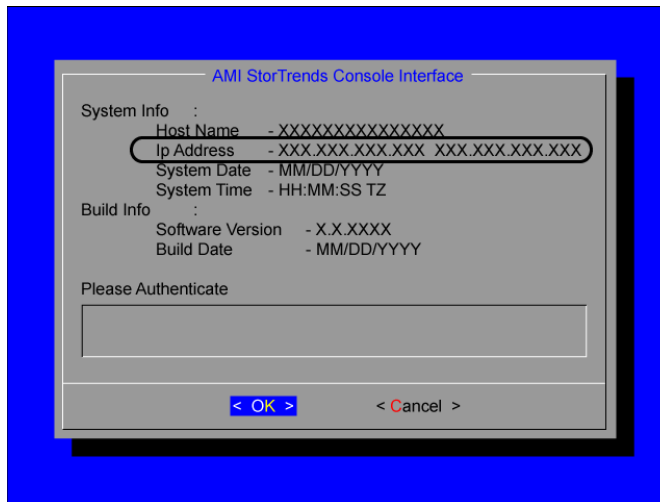 AMI StorTrends Console Interface
System Info :
Host Name - XXXXXXXXXXXXXXX
Ip Address - XXX.XXX.XXX.XXX XXX.XXX.XXX.XXX
System Date - MM/DD/YYYY
System Time - HH:MM:SS TZ
Build Info :
Software Version - X.X.XXXX
Build Date - MM/DD/YYYY
Please Authenticate
< OK > < Cancel >